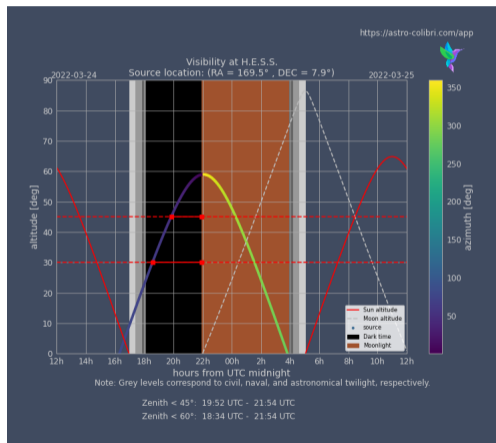 https://astro-colibri.com/app
Visibility at H.E.S.S.
2022-03-24
Source location: (RA = 169.5° , DEC = 7.9°)
2022-03-25
90
80
70
60
50
40
30
20
10
0
altitude [deg]
12h 14h 16h 18h 20h 22h 00h 2h 4h 6h 8h 10h 12h
hours from UTC midnight
350
300
250
200
150
100
50
azimuth [deg]
Sun altitude
Moon altitude
source
Dark time
Moonlight
Note: Grey levels correspond to civil, naval, and astronomical twilight, respectively.
Zenith < 45°: 19:52 UTC - 21:54 UTC
Zenith < 60°: 18:34 UTC - 21:54 UTC